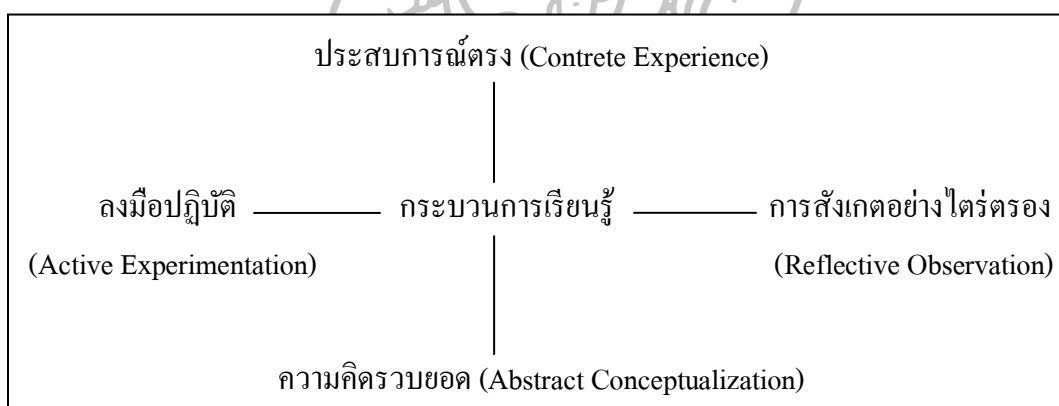 ประสบการณ์ตรง (Contrete Experience)
ลงมือปฏิบัติ กระบวนการเรียนรู้ การสังเกตอย่างไตร่ตรอง
(Active Experimentation) (Reflective Observation)
ความคิดรวบยอด (Abstract Conceptualization)